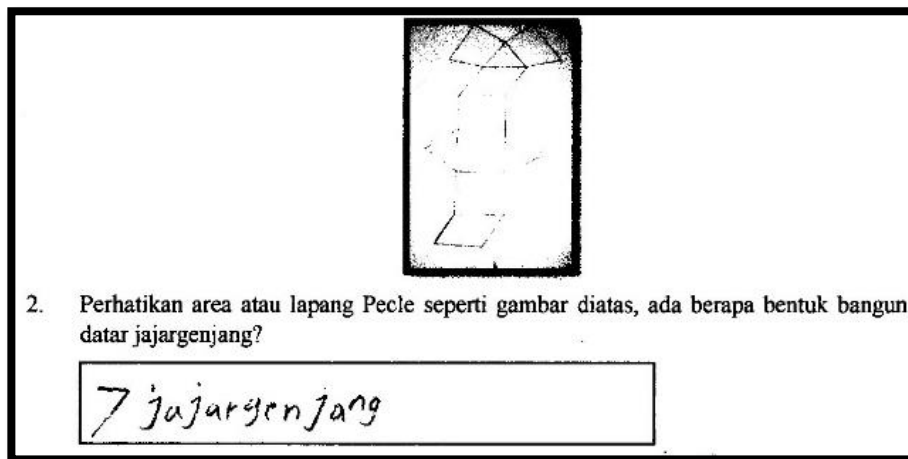 2. Perhatikan area atau lapang Pecle seperti gambar diatas, ada berapa bentuk bangun
datar jajargenjang?
7 jajargenjang